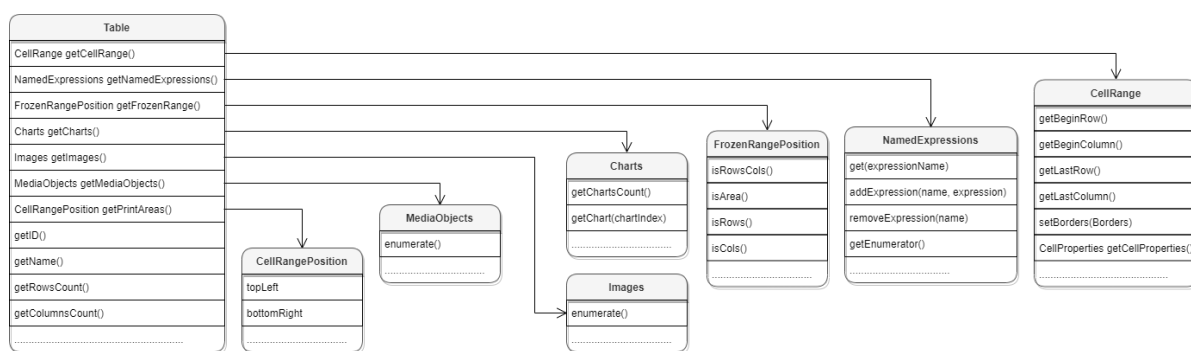 Table
CellRange getCellRange()
NamedExpressions getNamedExpressions()
FrozenRangePosition getFrozenRange()
Charts getCharts()
Images getImages()
MediaObjects getMediaObjects()
CellRangePosition getPrintAreas()
getID()
getName()
getRowsCount()
getColumnsCount()
CellRangePosition
topLeft
bottomRight
MediaObjects
enumerate()
Charts
getChartsCount()
getChart(chartIndex)
Images
enumerate()
FrozenRangePosition
isRowsCols()
isArea()
isRows()
isCols()
NamedExpressions
get(expressionName)
addExpression(name, expression)
removeExpression(name)
getEnumerator()
CellRange
getBeginRow()
getBeginColumn()
getLastRow()
getLastColumn()
setBorders(Borders)
CellProperties getCellProperties()